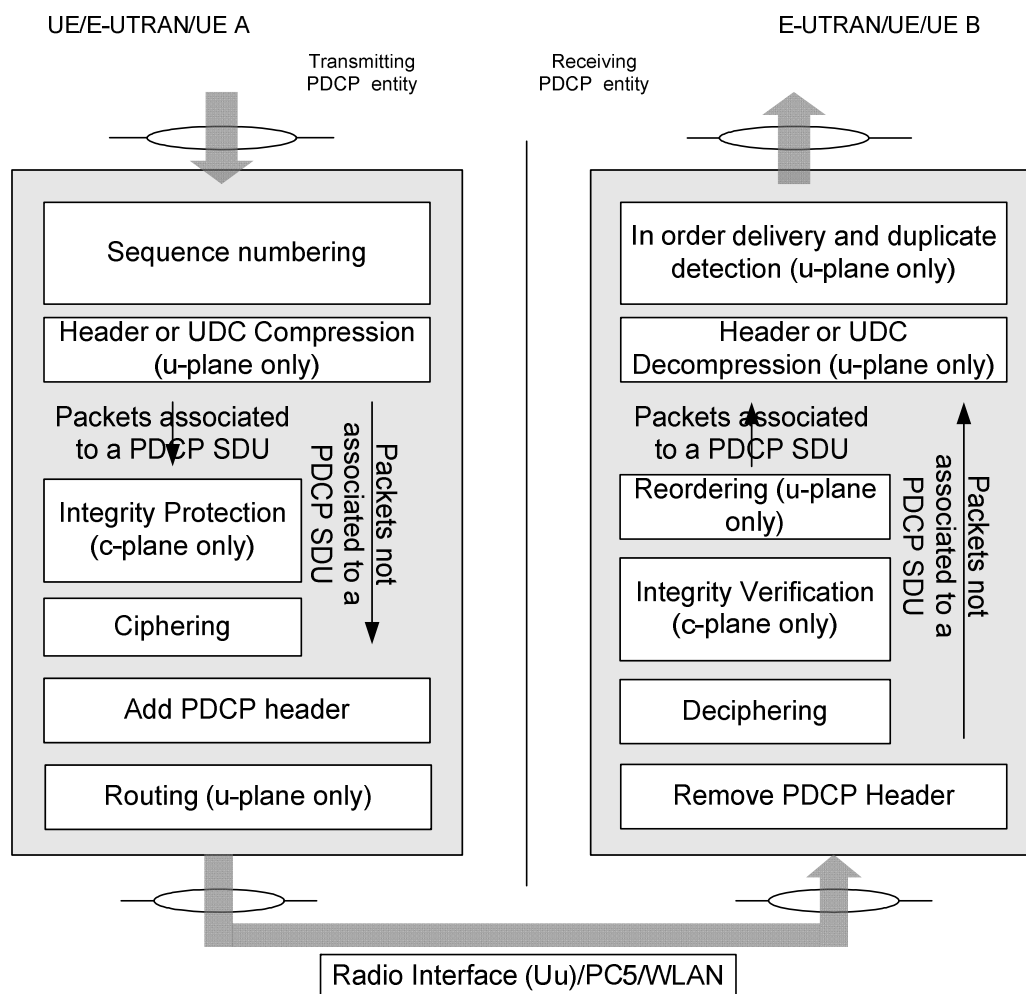 UE/E-UTRAN/UE A
E-UTRAN/UE/UE B
Transmitting
PDCP entity
Receiving
PDCP entity
Sequence numbering
Header or UDC Compression
(u-plane only)
Packets associated
to a PDCP SDU
Packets not
associated to a
PDCP SDU
Integrity Protection
(c-plane only)
Ciphering
Add PDCP header
Routing (u-plane only)
In order delivery and duplicate
detection (u-plane only)
Header or UDC
Decompression (u-plane only)
Packets associated
to a PDCP SDU
Packets not
associated to a
PDCP SDU
Reordering (u-plane
only)
Integrity Verification
(c-plane only)
Deciphering
Remove PDCP Header
Radio Interface (Uu)/PC5/WLAN